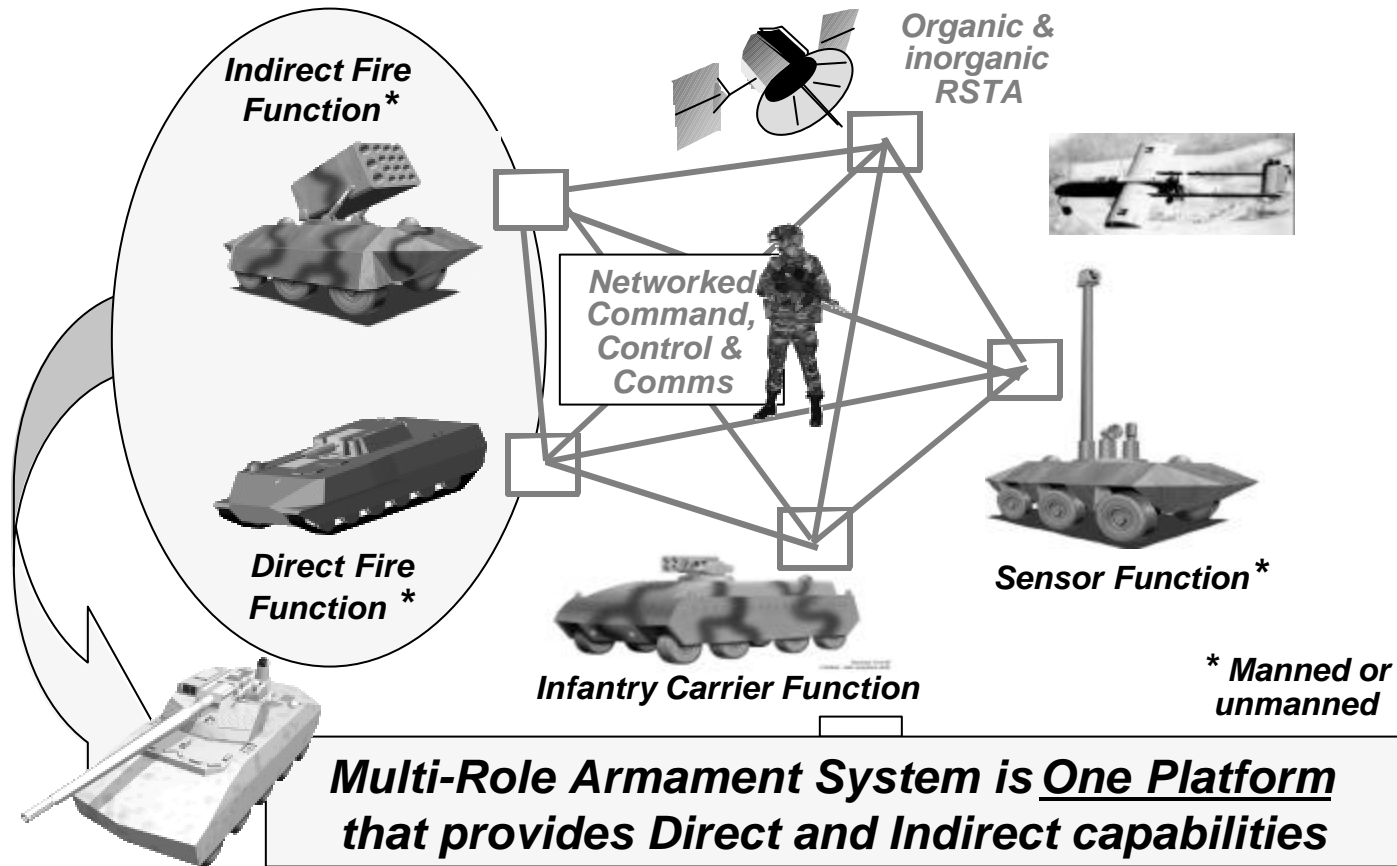 Organic &
inorganic
RSTA
Indirect Fire
Function*
Networked
Command,
Control &
Comms
Direct Fire
Function *
Sensor Function*
Infantry Carrier Function
* Manned or
unmanned
Multi-Role Armament System is One Platform
that provides Direct and Indirect capabilities